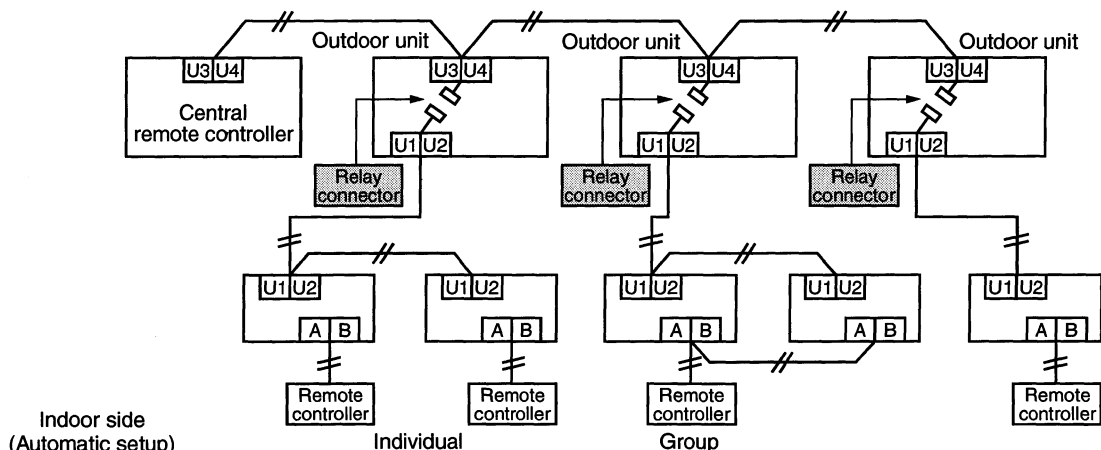 Outdoor unit
Outdoor unit
Outdoor unit
U3 U4
U3 U4
U3 U4
U3 U4
Central
remote controller
U1 U2
U1 U2
U1 U2
Relay
connector
Relay
connector
Relay
connector
U1 U2
U1 U2
U1 U2
U1 U2
U1 U2
A B
A B
A B
A B
A B
Remote
controller
Remote
controller
Remote
controller
Remote
controller
Indoor side
(Automatic setup)
Individual
Group